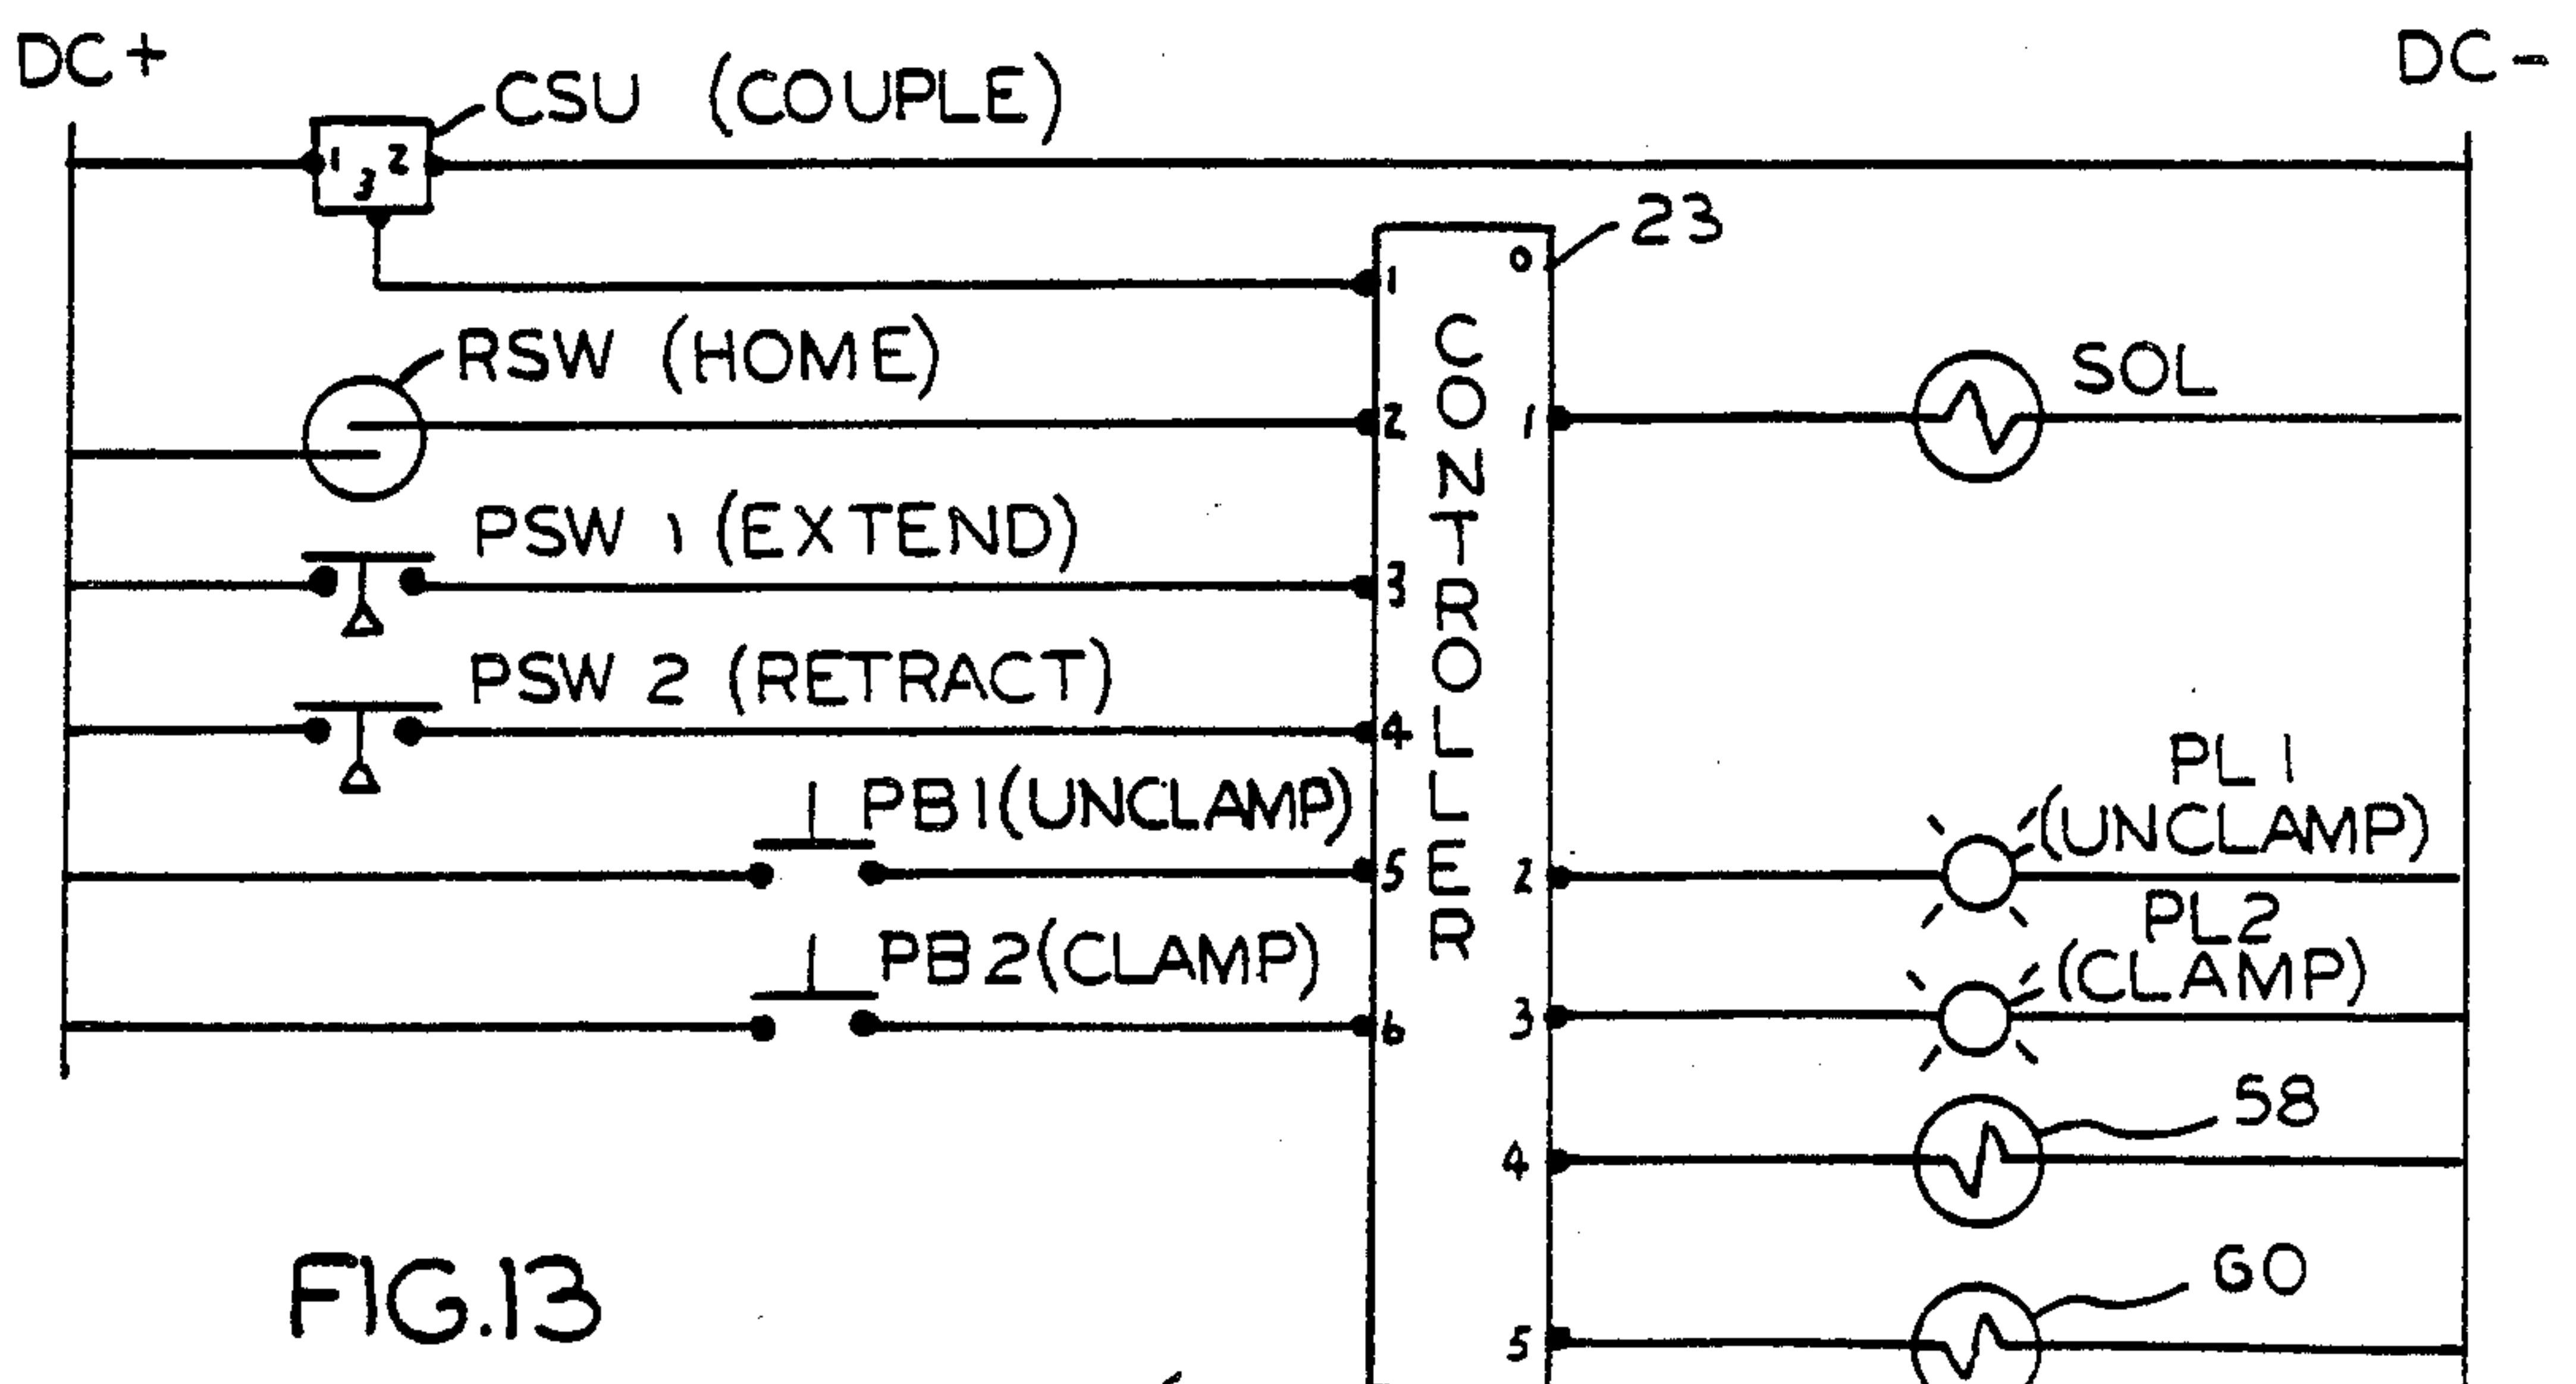 DC+
DC-
CSU (COUPLE)
1 2
3
23
0
1
RSW (HOME)
SOL
2
1
PSW 1 (EXTEND)
3
PSW 2 (RETRACT)
4
CONTROLLER
PB1 (UNCLAMP)
5
PL1
(UNCLAMP)
2
PB2 (CLAMP)
6
PL2
(CLAMP)
3
58
4
60
5
FIG.13